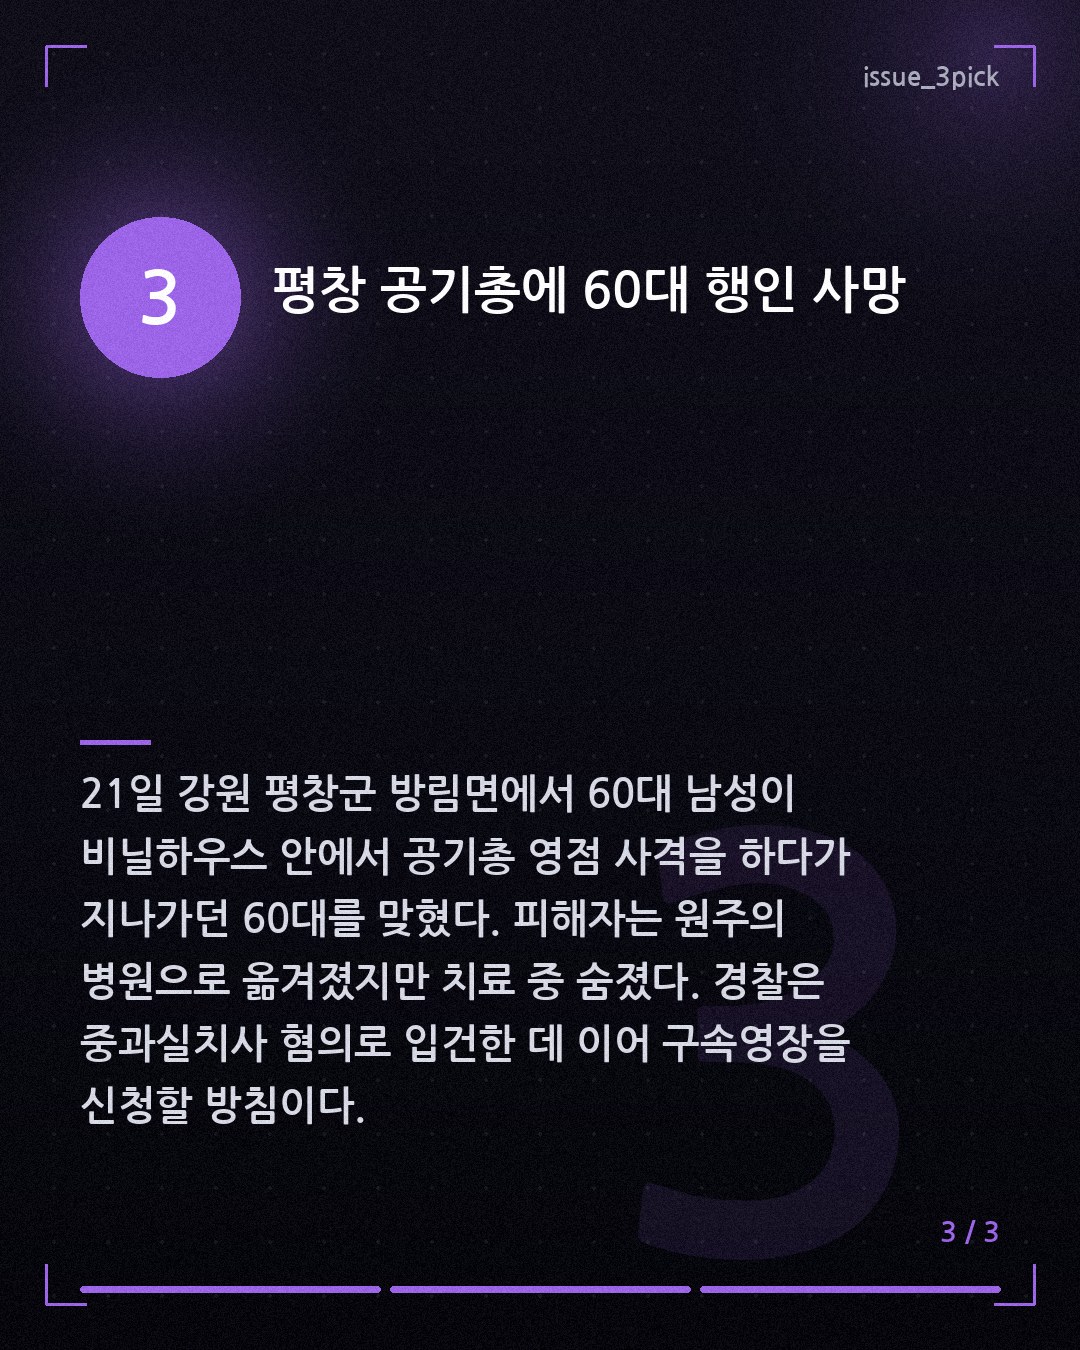 issue_3pick
3
평창 공기총에 60대 행인 사망
21일 강원 평창군 방림면에서 60대 남성이
비닐하우스 안에서 공기총 영점 사격을 하다가
지나가던 60대를 맞혔다. 피해자는 원주의
병원으로 옮겨졌지만 치료 중 숨졌다. 경찰은
중과실치사 혐의로 입건한 데 이어 구속영장을
신청할 방침이다.
3
3 / 3